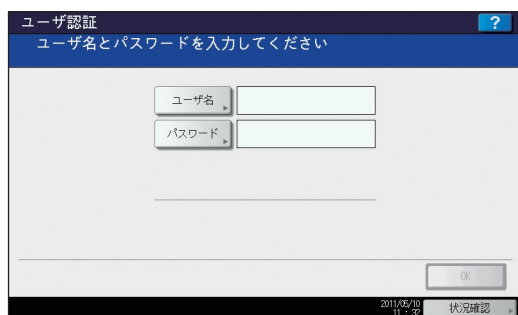 ユーザ認証
?
ユーザ名とパスワードを入力してください
ユーザ名
パスワード
OK
2011/05/10
11 : 32
状況確認